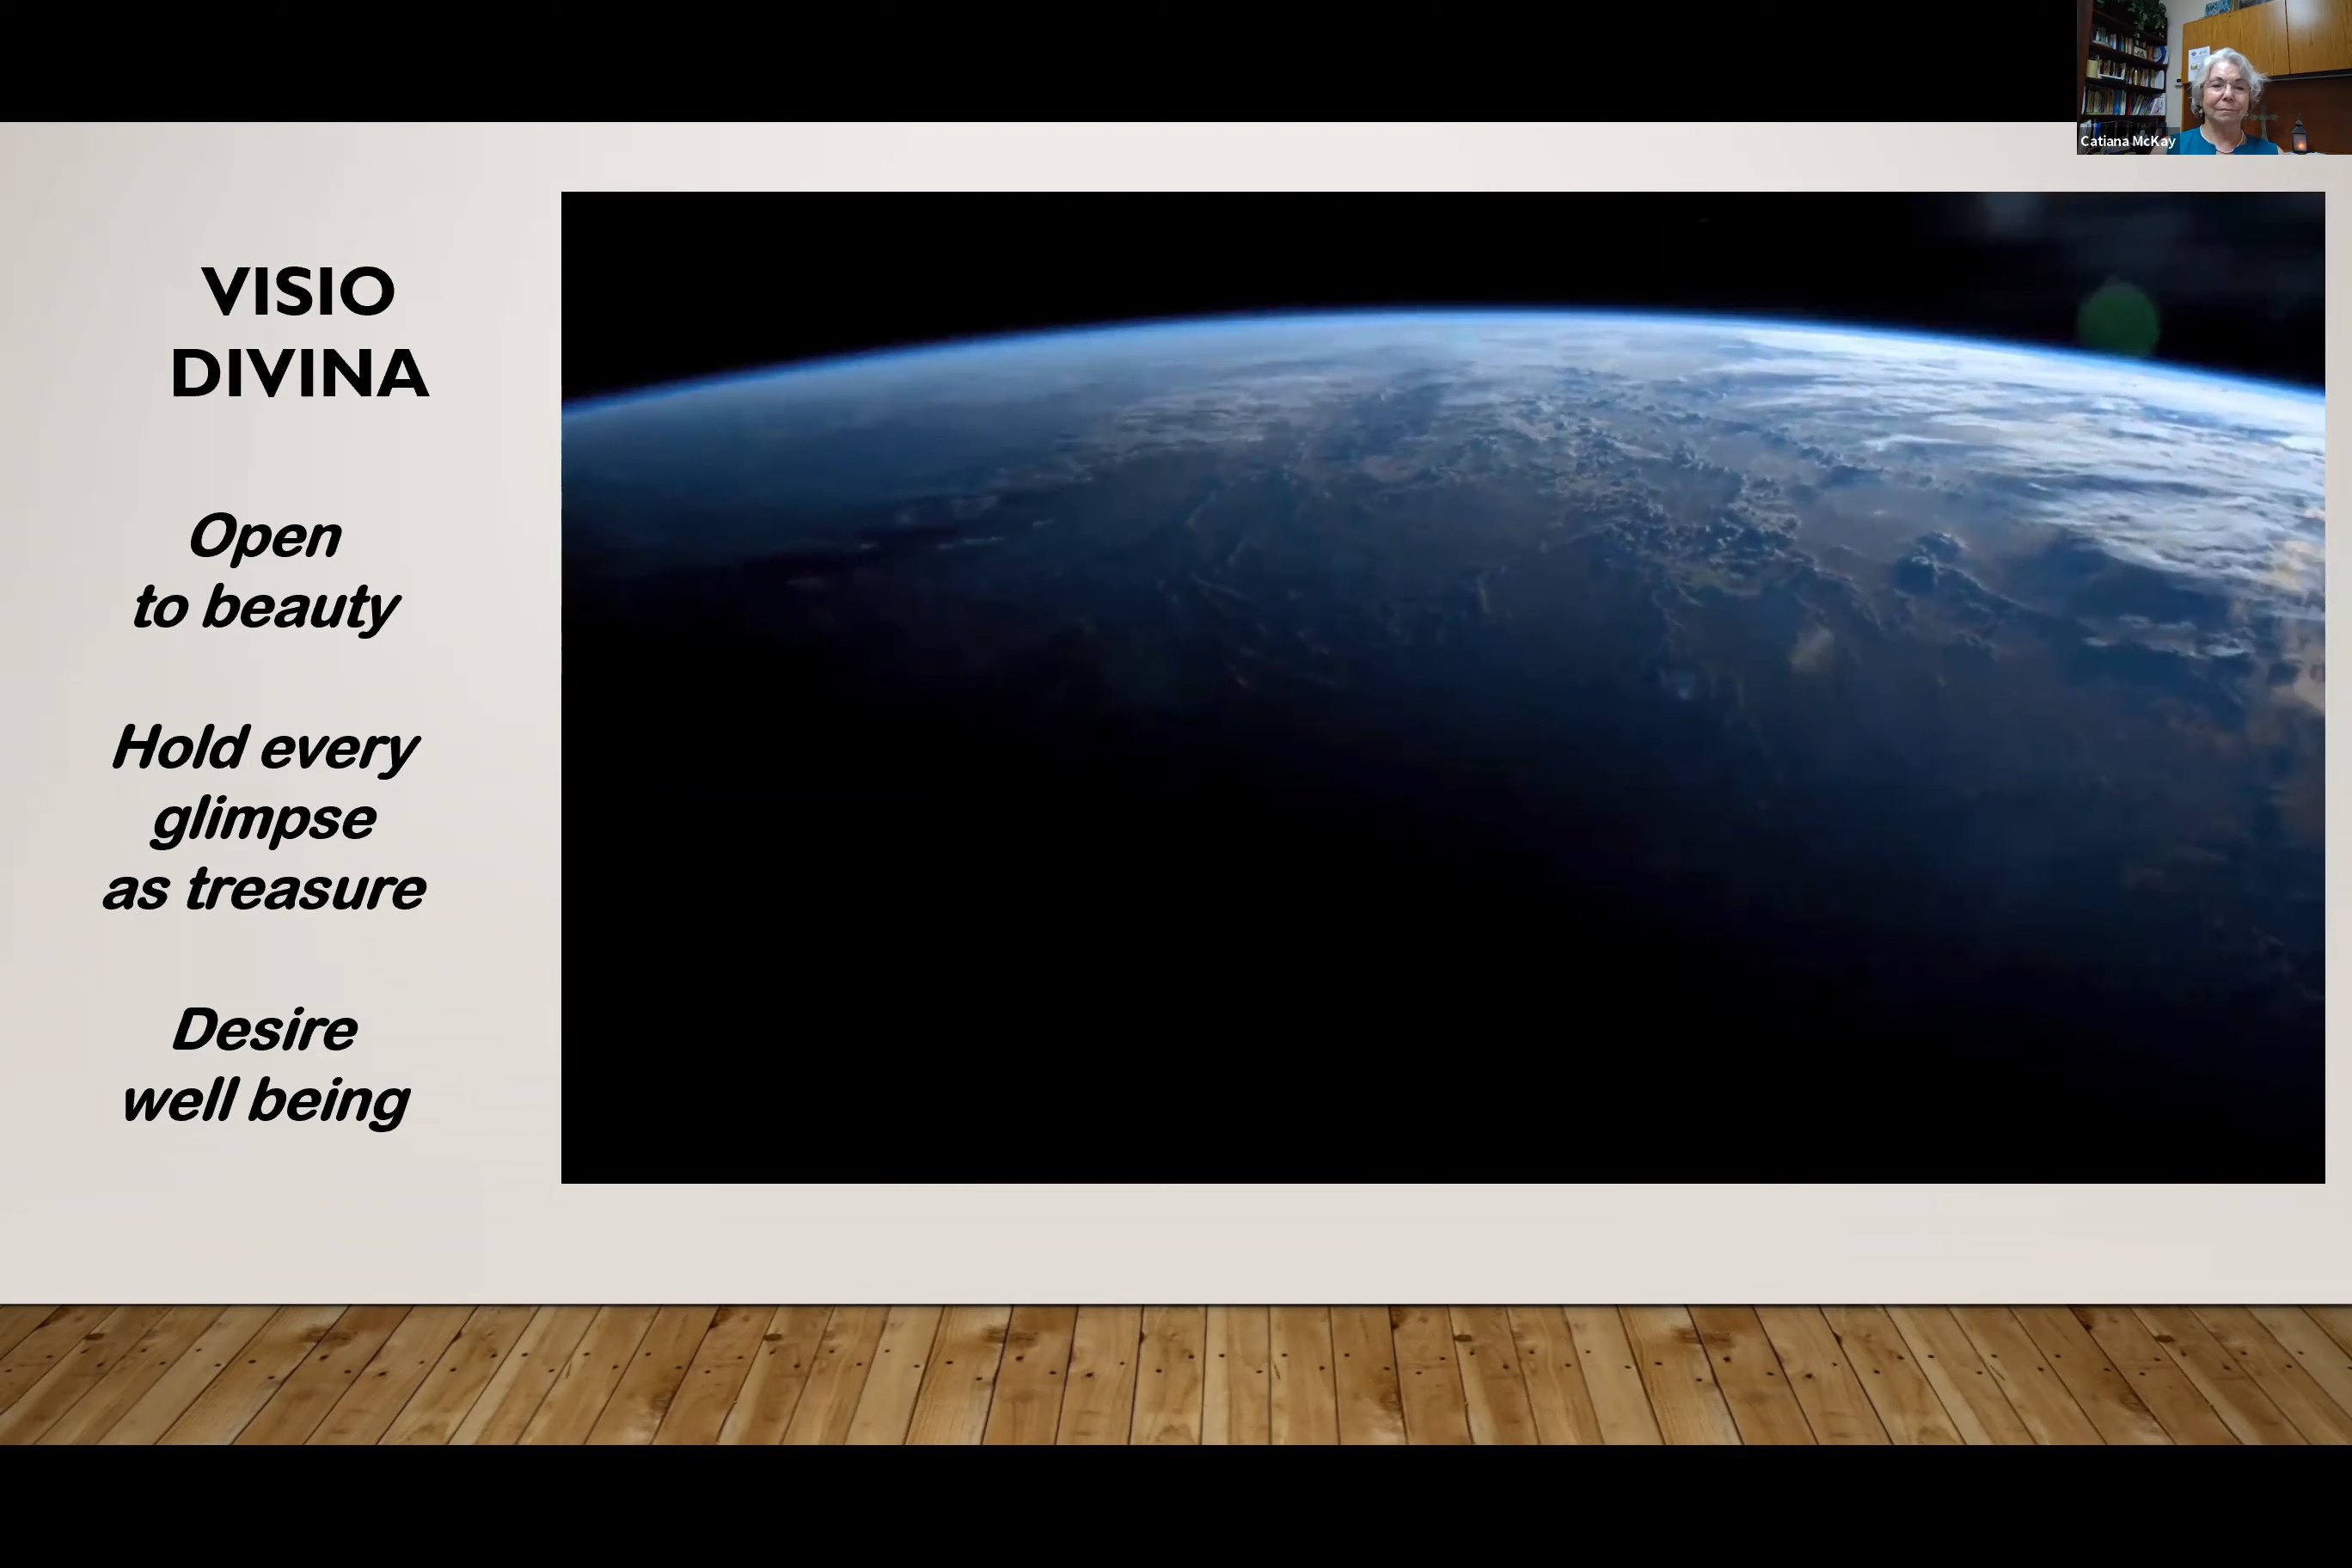 VISIO
DIVINA
Open
to beauty
Hold every
glimpse
as treasure
Desire
well being
Catiana McKay